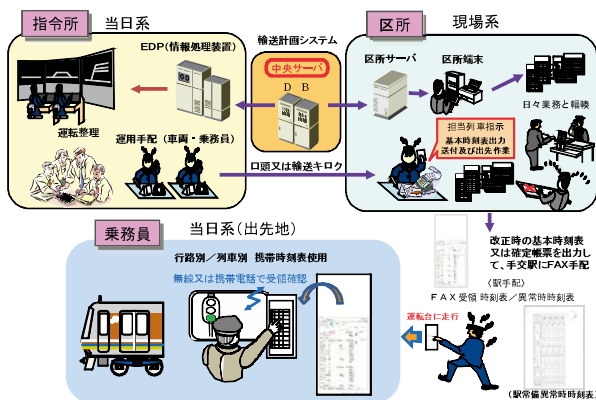 指令所
当日系
EDP(情報処理装置)
運転整理
運用手配(車両・乗務員)
輸送計画システム
中央サーバ
D B
口頭又は輸送キロク
区所
現場系
区所サーバ
区所端末
日々業務と輻輳
担当列車指示
基本時刻表出力
送付及び出先作業
改正時の基本時刻表
又は確定帳票を出力し
て、手交駅にFAX手配
〈駅手配〉
FAX受領 時刻表/異常時時刻表
乗務員
当日系(出先地)
行路別/列車別 携帯時刻表使用
無線又は携帯電話で受領確認
運転台に走行
(駅常備異常時時刻表)